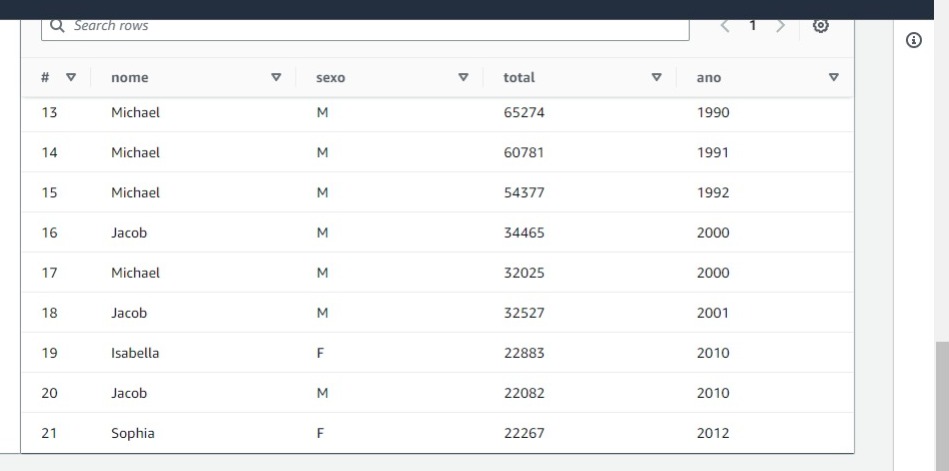 Search rows 1
# nome sexo total ano
13 Michael M 65274 1990
14 Michael M 60781 1991
15 Michael M 54377 1992
16 Jacob M 34465 2000
17 Michael M 32025 2000
18 Jacob M 32527 2001
19 Isabella F 22883 2010
20 Jacob M 22082 2010
21 Sophia F 22267 2012